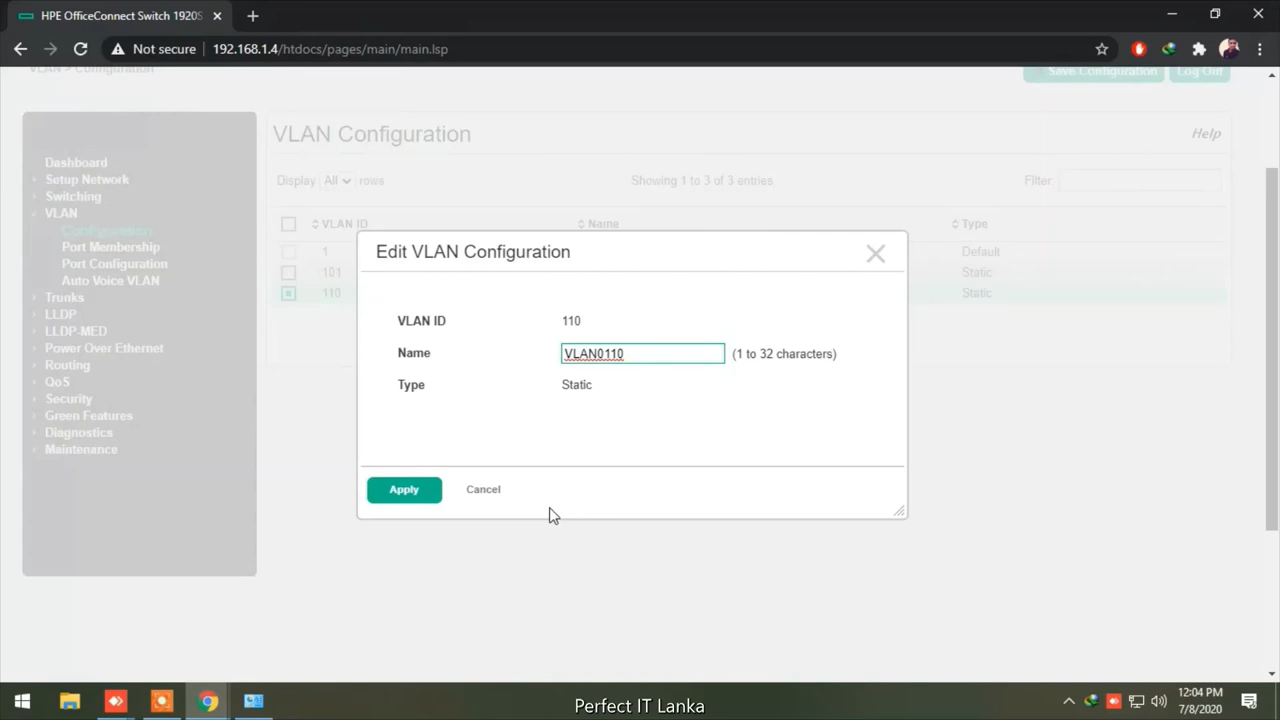 HPE OfficeConnect Switch 1920S
Not secure
192.168.1.4/htdocs/pages/main/main.lsp
VLAN > Configuration
Save Configuration
Log Out
VLAN Configuration
Help
Dashboard
Setup Network
Switching
VLAN
Configuration
Port Membership
Port Configuration
Auto Voice VLAN
Trunks
LLDP
LLDP-MED
Power Over Ethernet
Routing
QoS
Security
Green Features
Diagnostics
Maintenance
Display All rows
Showing 1 to 3 of 3 entries
Filter:
VLAN ID Name Type
1 Default
101 Static
110 Static
Edit VLAN Configuration
VLAN ID 110
Name VLAN0110 (1 to 32 characters)
Type Static
Apply Cancel
Perfect IT Lanka
12:04 PM
7/8/2020